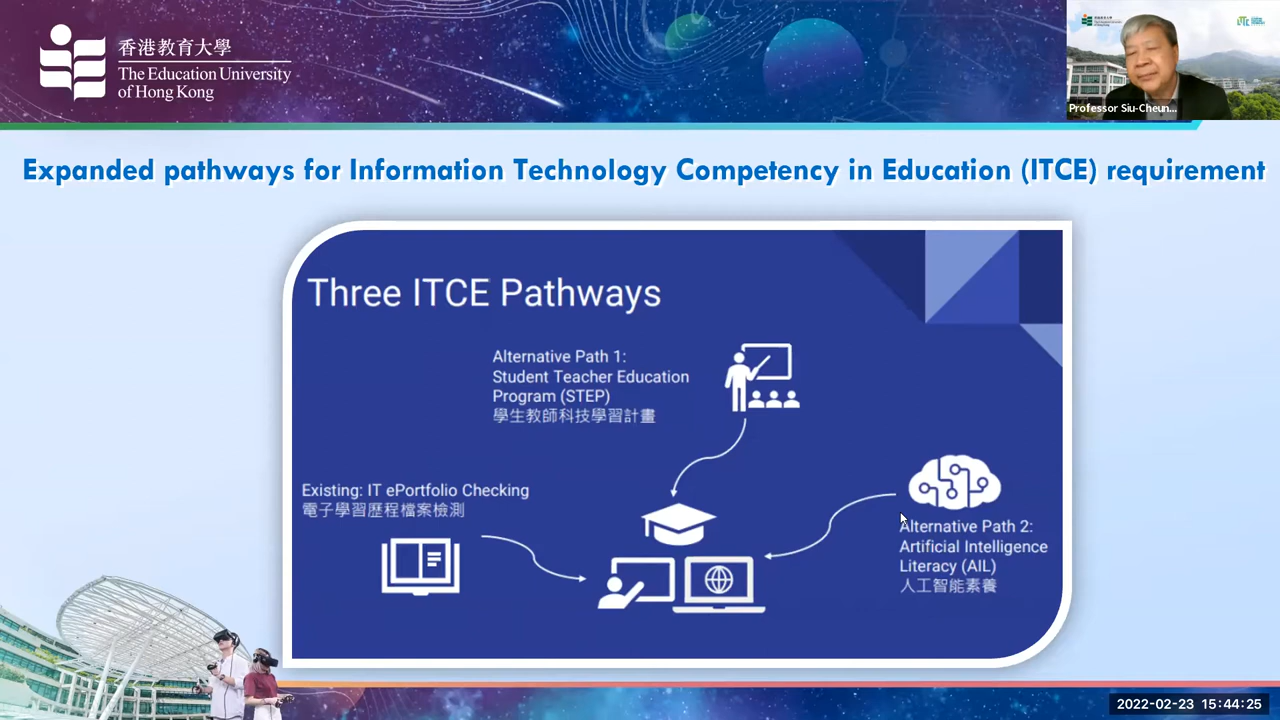 香港教育大學
The Education University
of Hong Kong
Professor Siu-Cheun...
Expanded pathways for Information Technology Competency in Education (ITCE) requirement
Three ITCE Pathways
Alternative Path 1:
Student Teacher Education
Program (STEP)
學生教師科技學習計畫
Existing: IT ePortfolio Checking
電子學習歷程檔案檢測
Alternative Path 2:
Artificial Intelligence
Literacy (AIL)
人工智能素養
2022-02-23 15:44:25